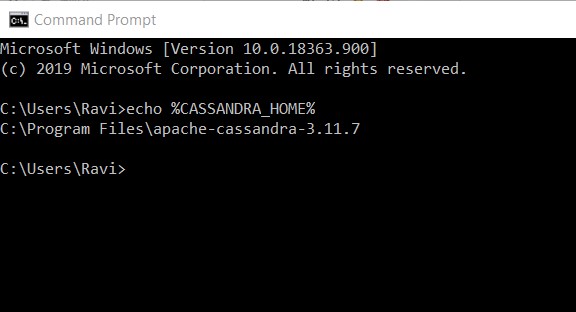 Command Prompt
Microsoft Windows [Version 10.0.18363.900]
(c) 2019 Microsoft Corporation. All rights reserved.
C:\Users\Ravi>echo %CASSANDRA_HOME%
C:\Program Files\apache-cassandra-3.11.7
C:\Users\Ravi>